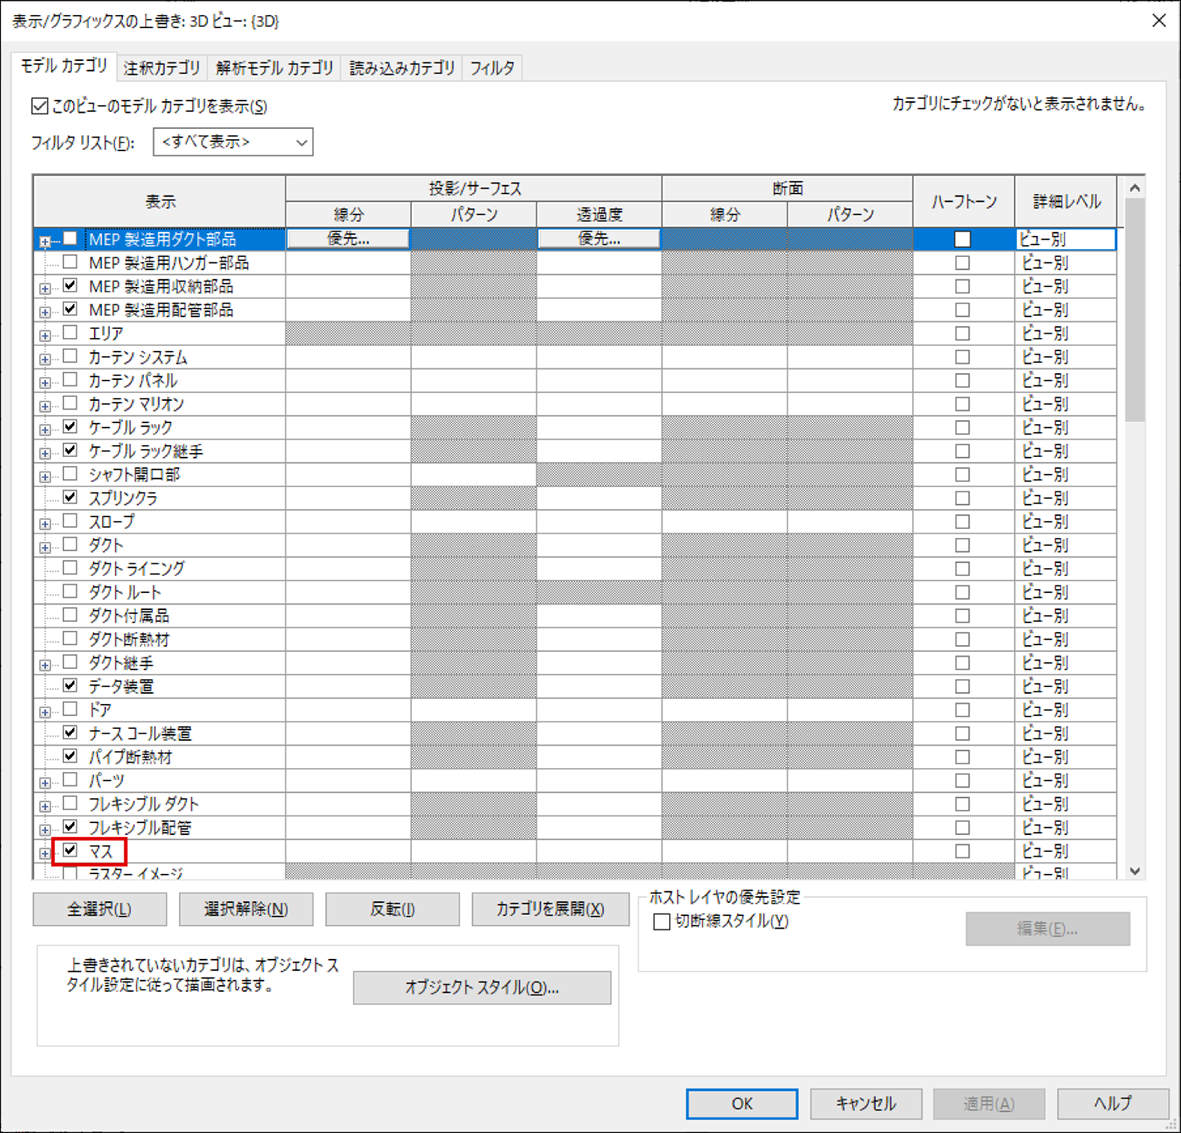 表示/グラフィックスの上書き: 3D ビュー: {3D}
モデル カテゴリ 注釈カテゴリ 解析モデル カテゴリ 読み込みカテゴリ フィルタ
このビューのモデル カテゴリを表示(S)
カテゴリにチェックがないと表示されません。
フィルタ リスト(F): <すべて表示>
表示 投影/サーフェス 断面 ハーフトーン 詳細レベル
線分 パターン 透過度 線分 パターン
MEP 製造用ダクト部品 優先... 優先... ビュー別
MEP 製造用ハンガー部品 ビュー別
MEP 製造用収納部品 ビュー別
MEP 製造用配管部品 ビュー別
エリア ビュー別
カーテン システム ビュー別
カーテン パネル ビュー別
カーテン マリオン ビュー別
ケーブル ラック ビュー別
ケーブル ラック継手 ビュー別
シャフト開口部 ビュー別
スプリンクラ ビュー別
スロープ ビュー別
ダクト ビュー別
ダクト ライニング ビュー別
ダクト ルート ビュー別
ダクト付属品 ビュー別
ダクト断熱材 ビュー別
ダクト継手 ビュー別
データ装置 ビュー別
ドア ビュー別
ナース コール装置 ビュー別
パイプ断熱材 ビュー別
パーツ ビュー別
フレキシブル ダクト ビュー別
フレキシブル配管 ビュー別
マス ビュー別
ラスター イメージ ビュー別
全選択(L) 選択解除(N) 反転(I) カテゴリを展開(X)
ホスト レイヤの優先設定
切断線スタイル(Y)
編集(E)...
上書きされていないカテゴリは、オブジェクト ス
タイル設定に従って描画されます。
オブジェクト スタイル(O)...
OK キャンセル 適用(A) ヘルプ